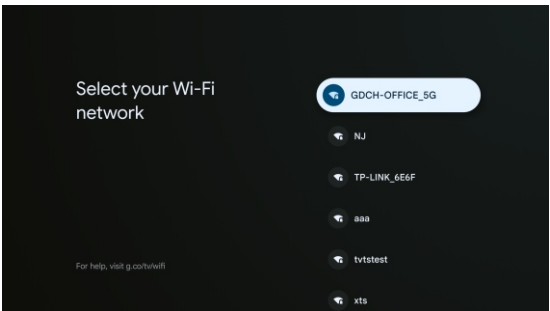 Select your Wi-Fi
network
GDCH-OFFICE_5G
NJ
TP-LINK_6E6F
aaa
tvtstest
xts
For help, visit g.co/tv/wifi